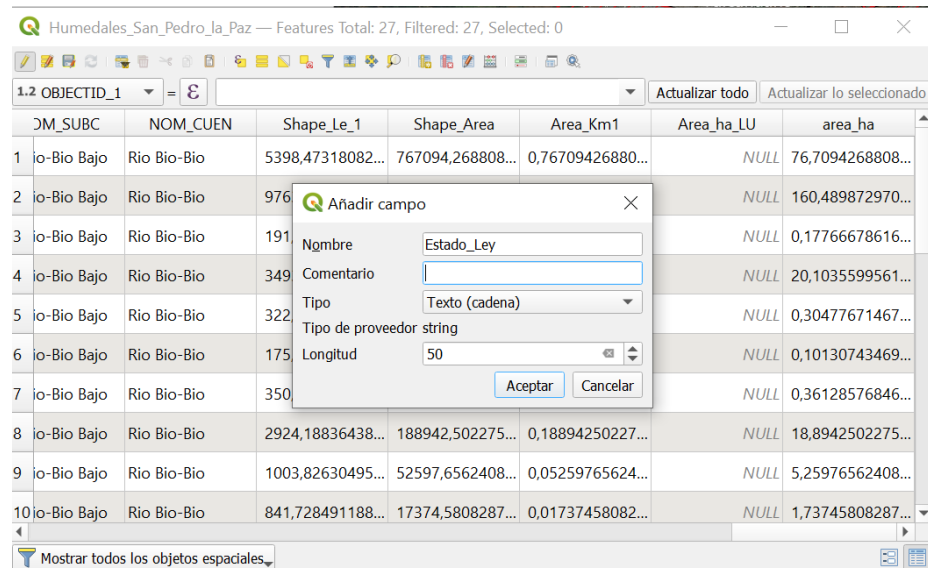 Humedales_San_Pedro_la_Paz — Features Total: 27, Filtered: 27, Selected: 0
1.2 OBJECTID_1 = ε Actualizar todo Actualizar lo seleccionado
OM_SUBC NOM_CUEN Shape_Le_1 Shape_Area Area_Km1 Area_ha_LU area_ha
1 io-Bio Bajo Rio Bio-Bio 5398,47318082... 767094,268808... 0,76709426880... NULL 76,7094268808...
2 io-Bio Bajo Rio Bio-Bio 976 NULL 160,489872970...
3 io-Bio Bajo Rio Bio-Bio 191, NULL 0,17766678616...
4 io-Bio Bajo Rio Bio-Bio 349 NULL 20,1035599561...
5 io-Bio Bajo Rio Bio-Bio 322 NULL 0,30477671467...
6 io-Bio Bajo Rio Bio-Bio 175, NULL 0,10130743469...
7 io-Bio Bajo Rio Bio-Bio 350, NULL 0,36128576846...
8 io-Bio Bajo Rio Bio-Bio 2924,18836438... 188942,502275... 0,18894250227... NULL 18,8942502275...
9 io-Bio Bajo Rio Bio-Bio 1003,82630495... 52597,6562408... 0,05259765624... NULL 5,25976562408...
10 io-Bio Bajo Rio Bio-Bio 841,728491188... 17374,5808287... 0,01737458082... NULL 1,73745808287...
Añadir campo
Nombre Estado_Ley
Comentario
Tipo Texto (cadena)
Tipo de proveedor string
Longitud 50
Aceptar Cancelar
Mostrar todos los objetos espaciales